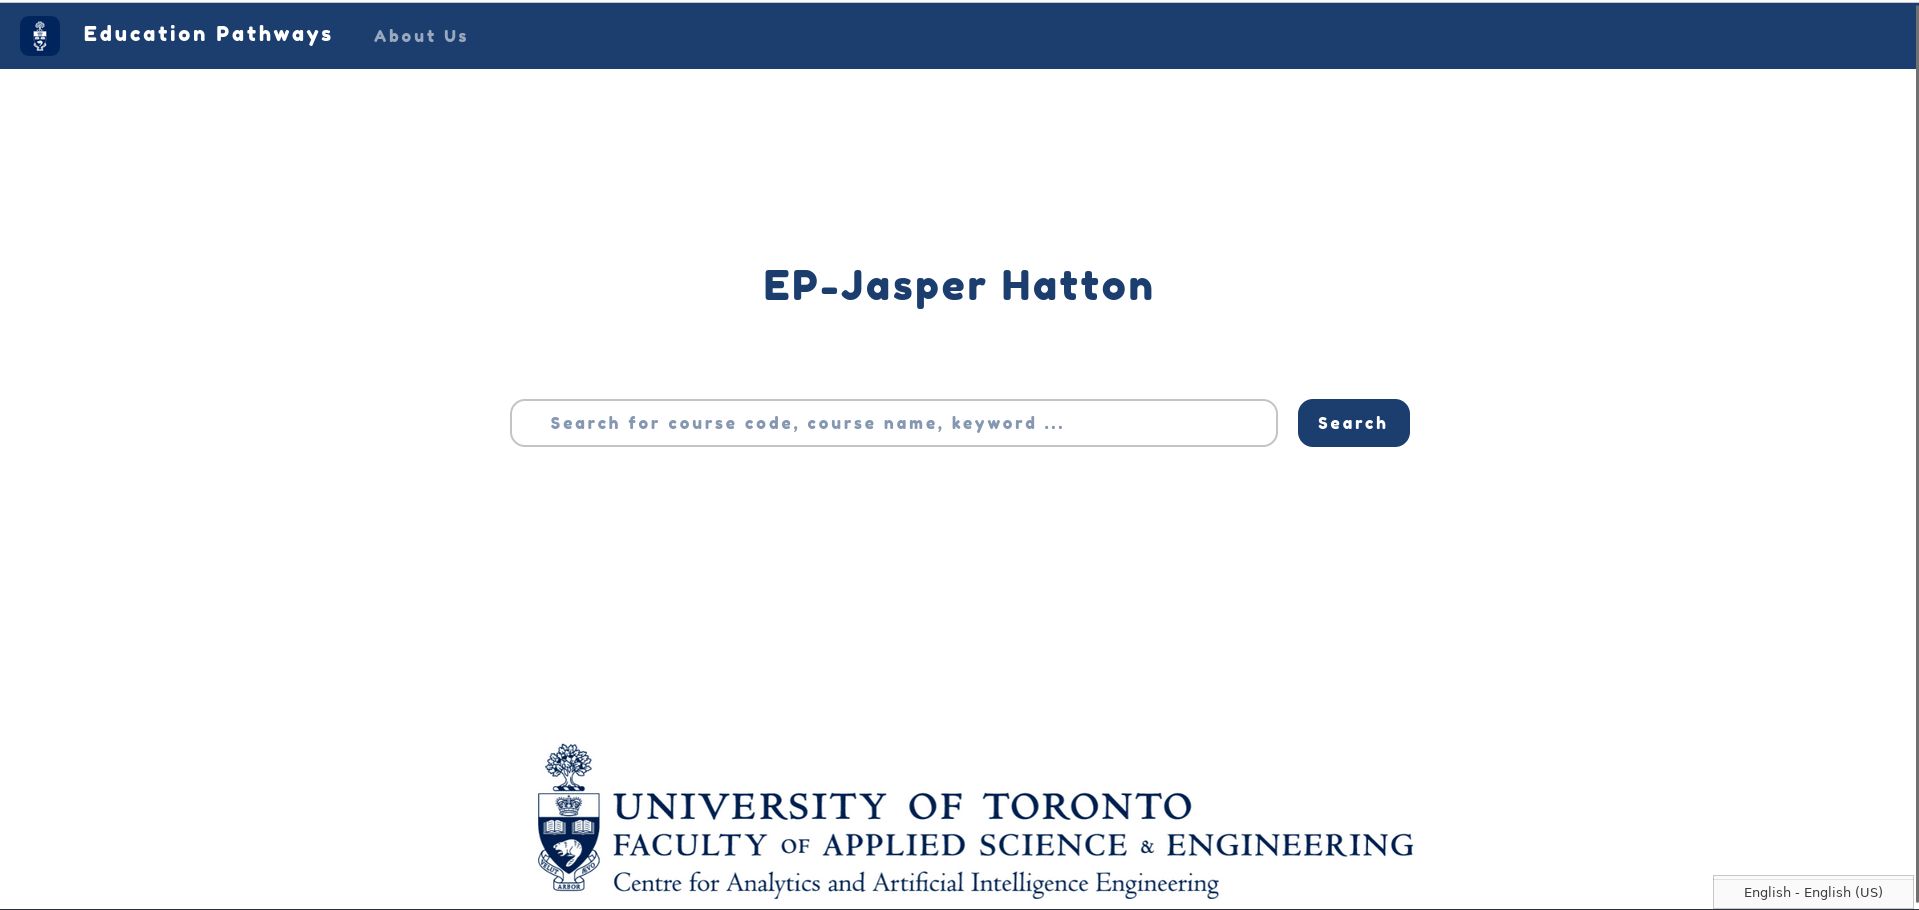 Education Pathways
About Us
EP-Jasper Hatton
Search for course code, course name, keyword ...
Search
UNIVERSITY OF TORONTO
FACULTY OF APPLIED SCIENCE & ENGINEERING
Centre for Analytics and Artificial Intelligence Engineering
VELUT
ARBOR
ÆVO
English - English (US)